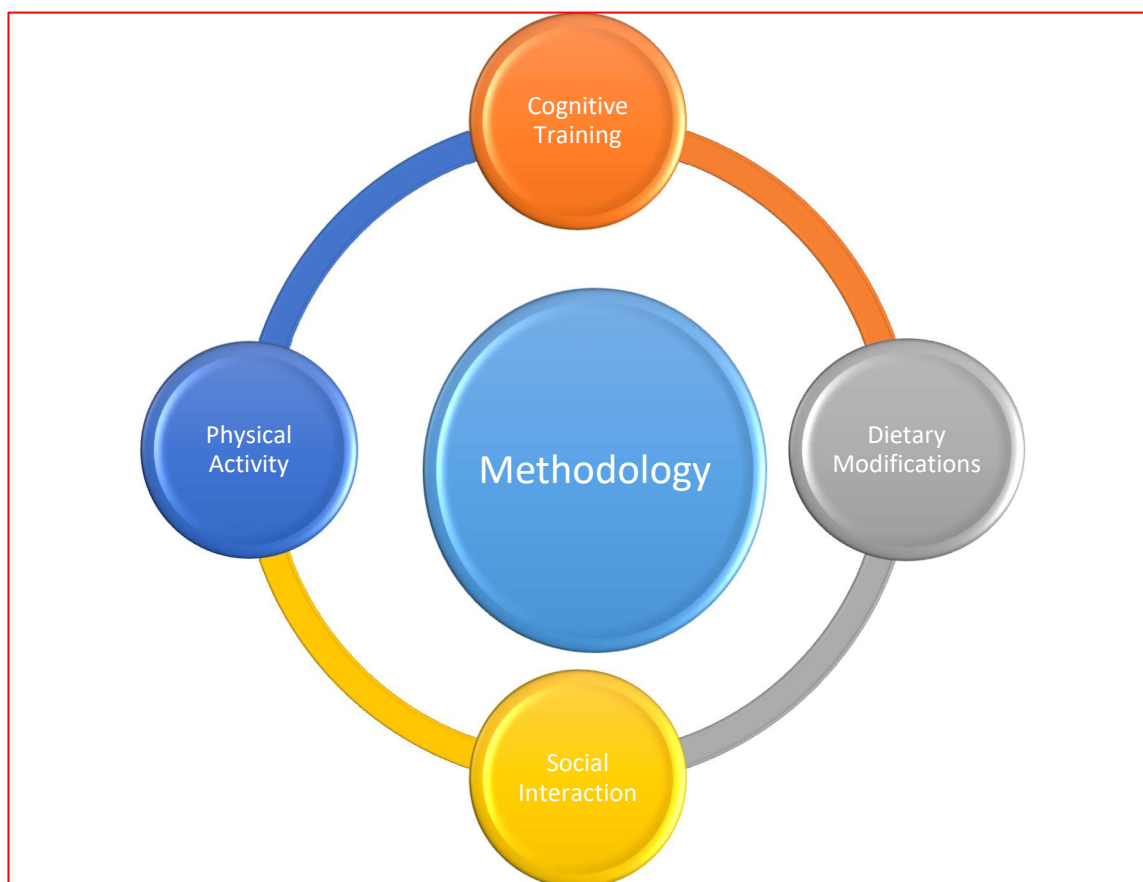 Cognitive
Training
Physical
Activity
Methodology
Dietary
Modifications
Social
Interaction